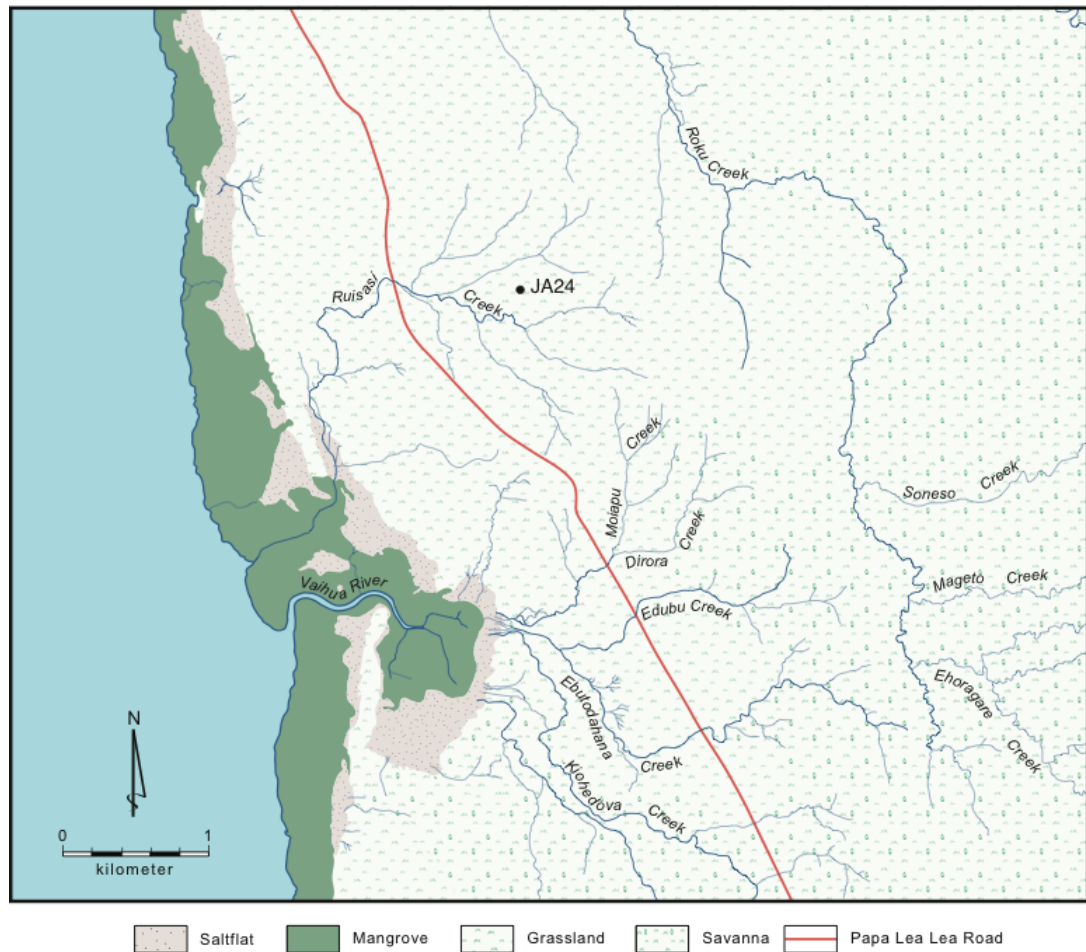 Roku Creek
JA24
Ruisasi Creek
Moiapu Creek
Soneso Creek
Dirora Creek
Vaihua River
Mageto Creek
Edubu Creek
Ehoragare Creek
Ebutodahana Creek
Kiohedova Creek
N
0 1
kilometer
Saltflat Mangrove Grassland Savanna Papa Lea Lea Road